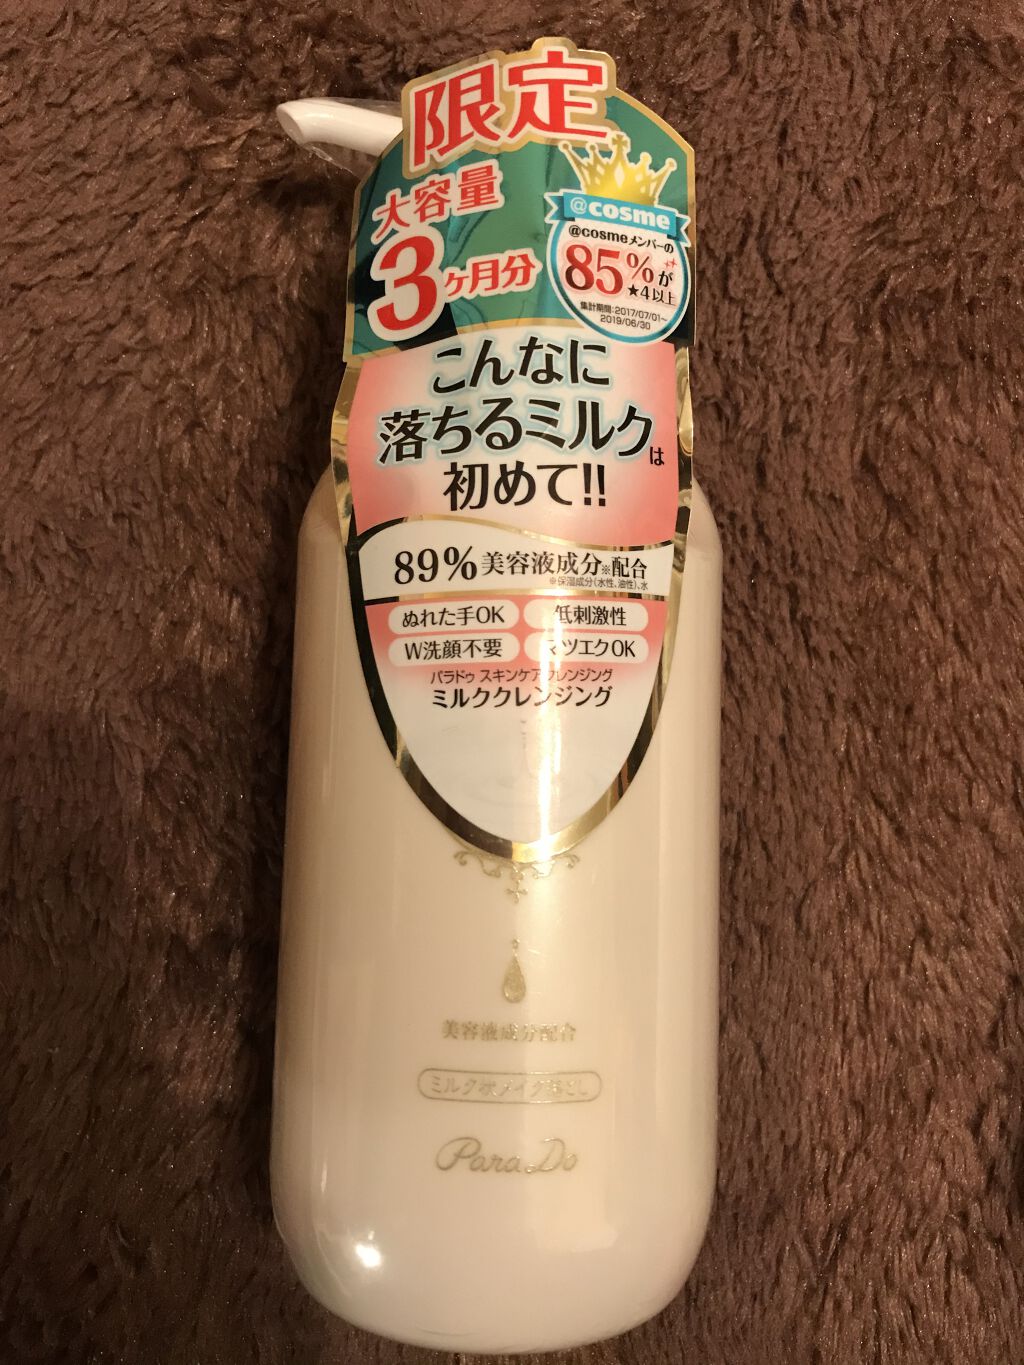 限定
大容量
3ヶ月分
@cosme
@cosmeメンバーの
85%が
★4以上
集計期間:2017/07/01〜
2019/06/30
こんなに
落ちるミルクは
初めて!!
89%美容液成分※配合
※保湿成分(水性、油性)、水
ぬれた手OK
低刺激性
W洗顔不要
マツエクOK
パラドゥ スキンケアクレンジング
ミルククレンジング
美容液成分配合
ミルク状メイク落とし
ParaDo